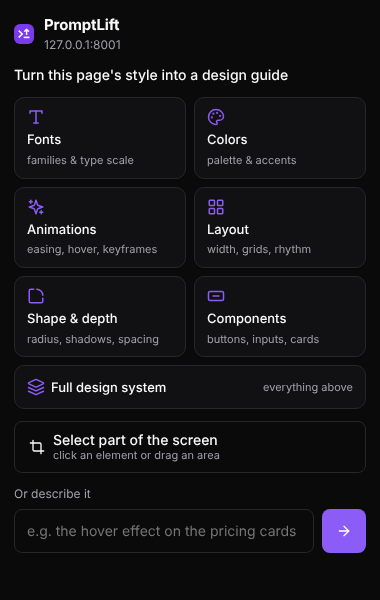 PromptLift
127.0.0.1:8001
Turn this page's style into a design guide
Fonts
families & type scale
Colors
palette & accents
Animations
easing, hover, keyframes
Layout
width, grids, rhythm
Shape & depth
radius, shadows, spacing
Components
buttons, inputs, cards
Full design system
everything above
Select part of the screen
click an element or drag an area
Or describe it
e.g. the hover effect on the pricing cards